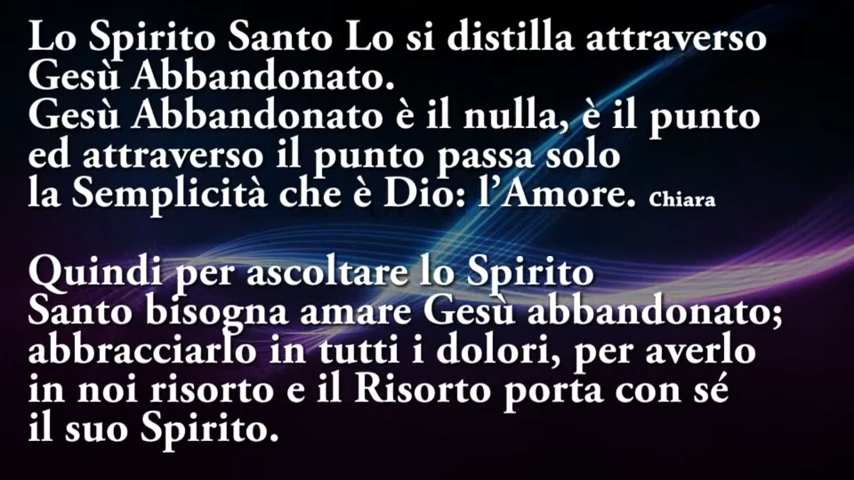 Lo Spirito Santo Lo si distilla attraverso
Gesù Abbandonato.
Gesù Abbandonato è il nulla, è il punto
ed attraverso il punto passa solo
la Semplicità che è Dio: l’Amore. Chiara
Quindi per ascoltare lo Spirito
Santo bisogna amare Gesù abbandonato;
abbracciarlo in tutti i dolori, per averlo
in noi risorto e il Risorto porta con sé
il suo Spirito.